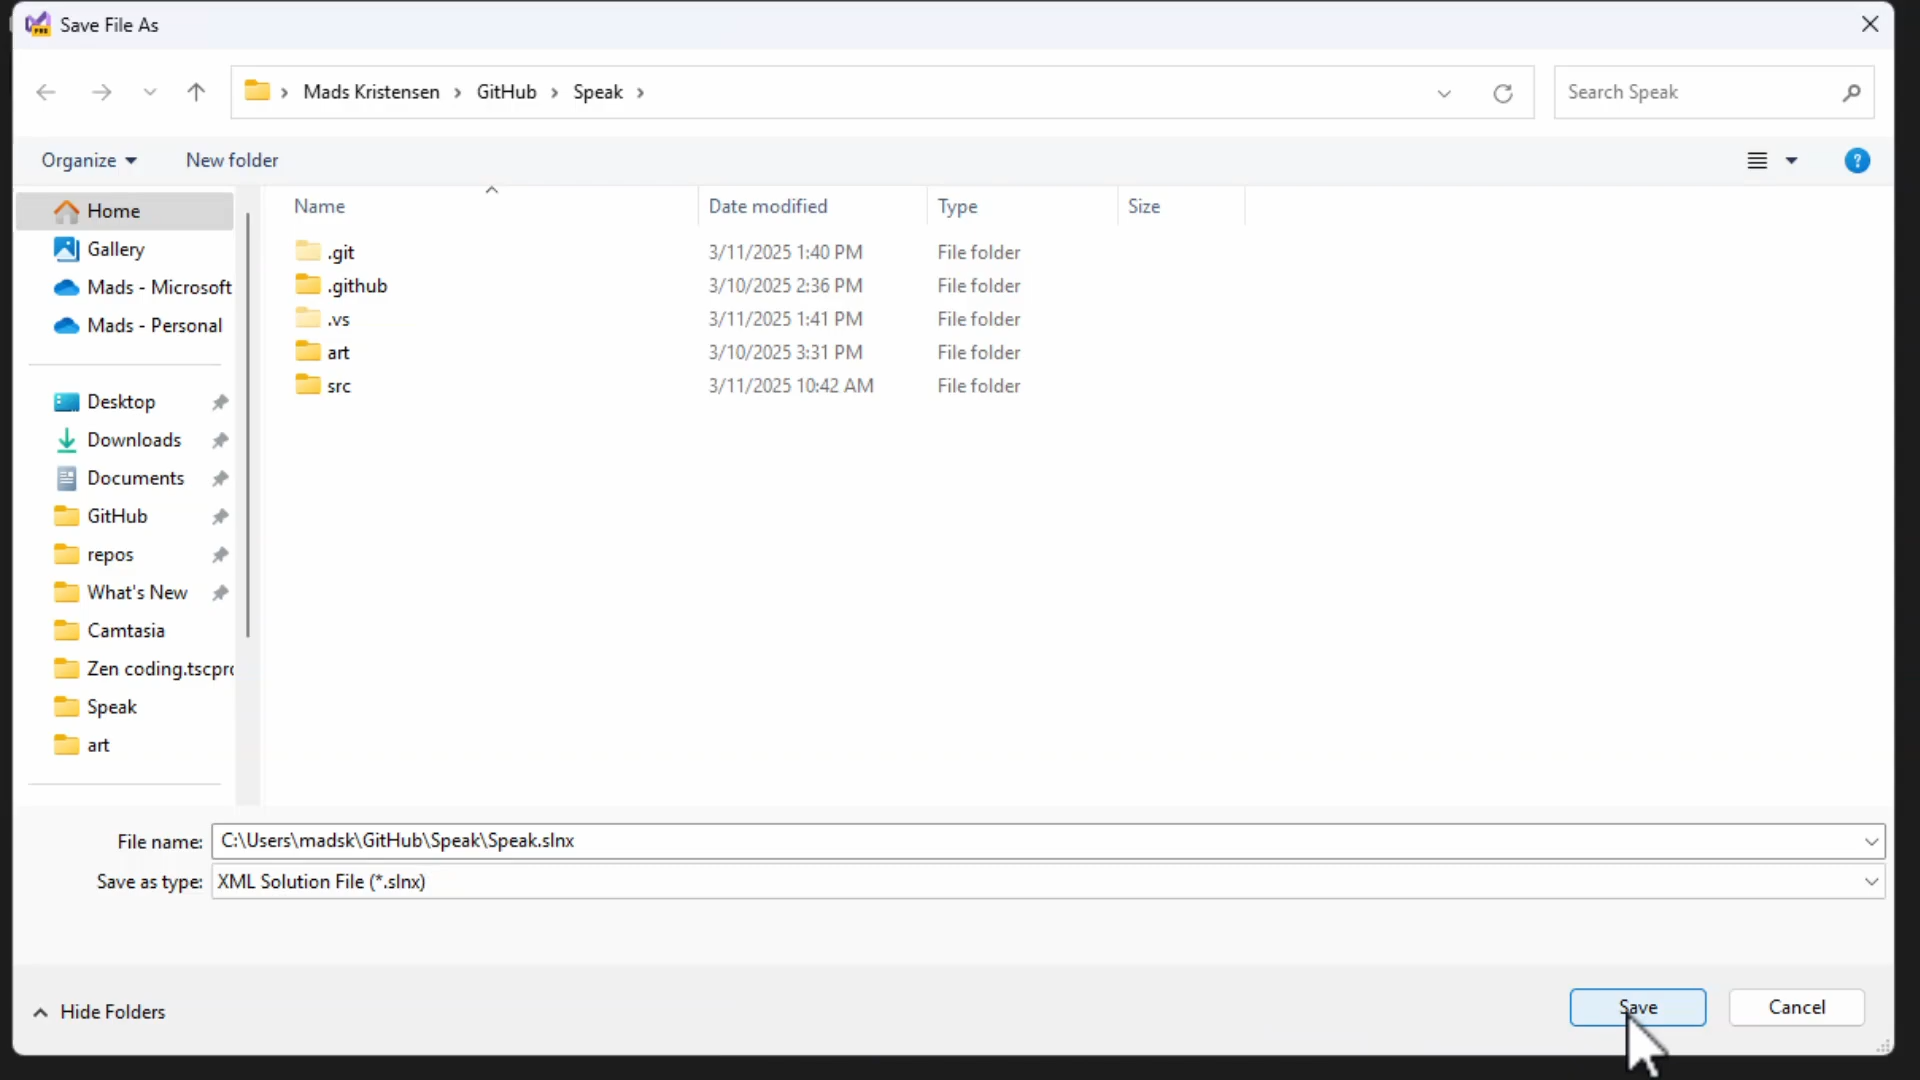 Save File As
Mads Kristensen > GitHub > Speak >
Search Speak
Organize
New folder
Name Date modified Type Size
.git 3/11/2025 1:40 PM File folder
.github 3/10/2025 2:36 PM File folder
.vs 3/11/2025 1:41 PM File folder
art 3/10/2025 3:31 PM File folder
src 3/11/2025 10:42 AM File folder
Home
Gallery
Mads - Microsoft
Mads - Personal
Desktop
Downloads
Documents
GitHub
repos
What's New
Camtasia
Zen coding.tscpro
Speak
art
File name: C:\Users\madsk\GitHub\Speak\Speak.slnx
Save as type: XML Solution File (*.slnx)
Hide Folders
Save
Cancel